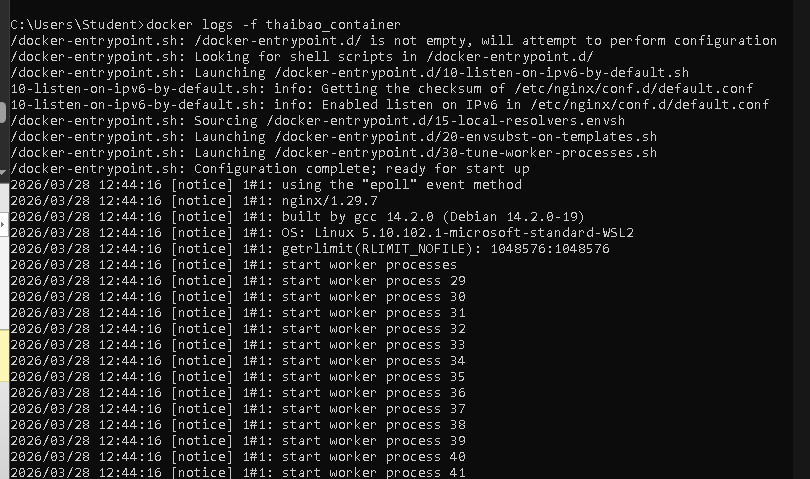 C:\Users\Student>docker logs -f thaibao_container
/docker-entrypoint.sh: /docker-entrypoint.d/ is not empty, will attempt to perform configuration
/docker-entrypoint.sh: Looking for shell scripts in /docker-entrypoint.d/
/docker-entrypoint.sh: Launching /docker-entrypoint.d/10-listen-on-ipv6-by-default.sh
10-listen-on-ipv6-by-default.sh: info: Getting the checksum of /etc/nginx/conf.d/default.conf
10-listen-on-ipv6-by-default.sh: info: Enabled listen on IPv6 in /etc/nginx/conf.d/default.conf
/docker-entrypoint.sh: Sourcing /docker-entrypoint.d/15-local-resolvers.envsh
/docker-entrypoint.sh: Launching /docker-entrypoint.d/20-envsubst-on-templates.sh
/docker-entrypoint.sh: Launching /docker-entrypoint.d/30-tune-worker-processes.sh
/docker-entrypoint.sh: Configuration complete; ready for start up
2026/03/28 12:44:16 [notice] 1#1: using the "epoll" event method
2026/03/28 12:44:16 [notice] 1#1: nginx/1.29.7
2026/03/28 12:44:16 [notice] 1#1: built by gcc 14.2.0 (Debian 14.2.0-19)
2026/03/28 12:44:16 [notice] 1#1: OS: Linux 5.10.102.1-microsoft-standard-WSL2
2026/03/28 12:44:16 [notice] 1#1: getrlimit(RLIMIT_NOFILE): 1048576:1048576
2026/03/28 12:44:16 [notice] 1#1: start worker processes
2026/03/28 12:44:16 [notice] 1#1: start worker process 29
2026/03/28 12:44:16 [notice] 1#1: start worker process 30
2026/03/28 12:44:16 [notice] 1#1: start worker process 31
2026/03/28 12:44:16 [notice] 1#1: start worker process 32
2026/03/28 12:44:16 [notice] 1#1: start worker process 33
2026/03/28 12:44:16 [notice] 1#1: start worker process 34
2026/03/28 12:44:16 [notice] 1#1: start worker process 35
2026/03/28 12:44:16 [notice] 1#1: start worker process 36
2026/03/28 12:44:16 [notice] 1#1: start worker process 37
2026/03/28 12:44:16 [notice] 1#1: start worker process 38
2026/03/28 12:44:16 [notice] 1#1: start worker process 39
2026/03/28 12:44:16 [notice] 1#1: start worker process 40
2026/03/28 12:44:16 [notice] 1#1: start worker process 41